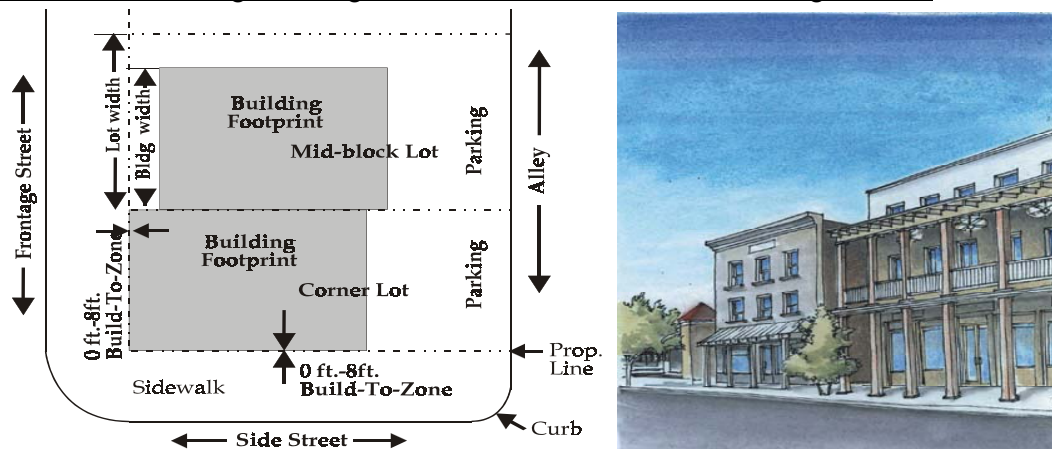 Building
Footprint
Mid-block Lot
Parking
Lot width
Bldg width
Frontage Street
Alley
Building
Footprint
Corner Lot
Parking
0 ft.-8ft.
Build-To-Zone
0 ft.-8ft.
Build-To-Zone
Prop.
Line
Sidewalk
Curb
Side Street